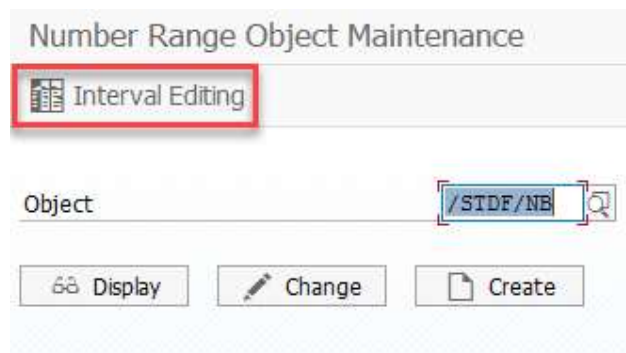 Number Range Object Maintenance
Interval Editing
Object /STDF/NB
Display Change Create